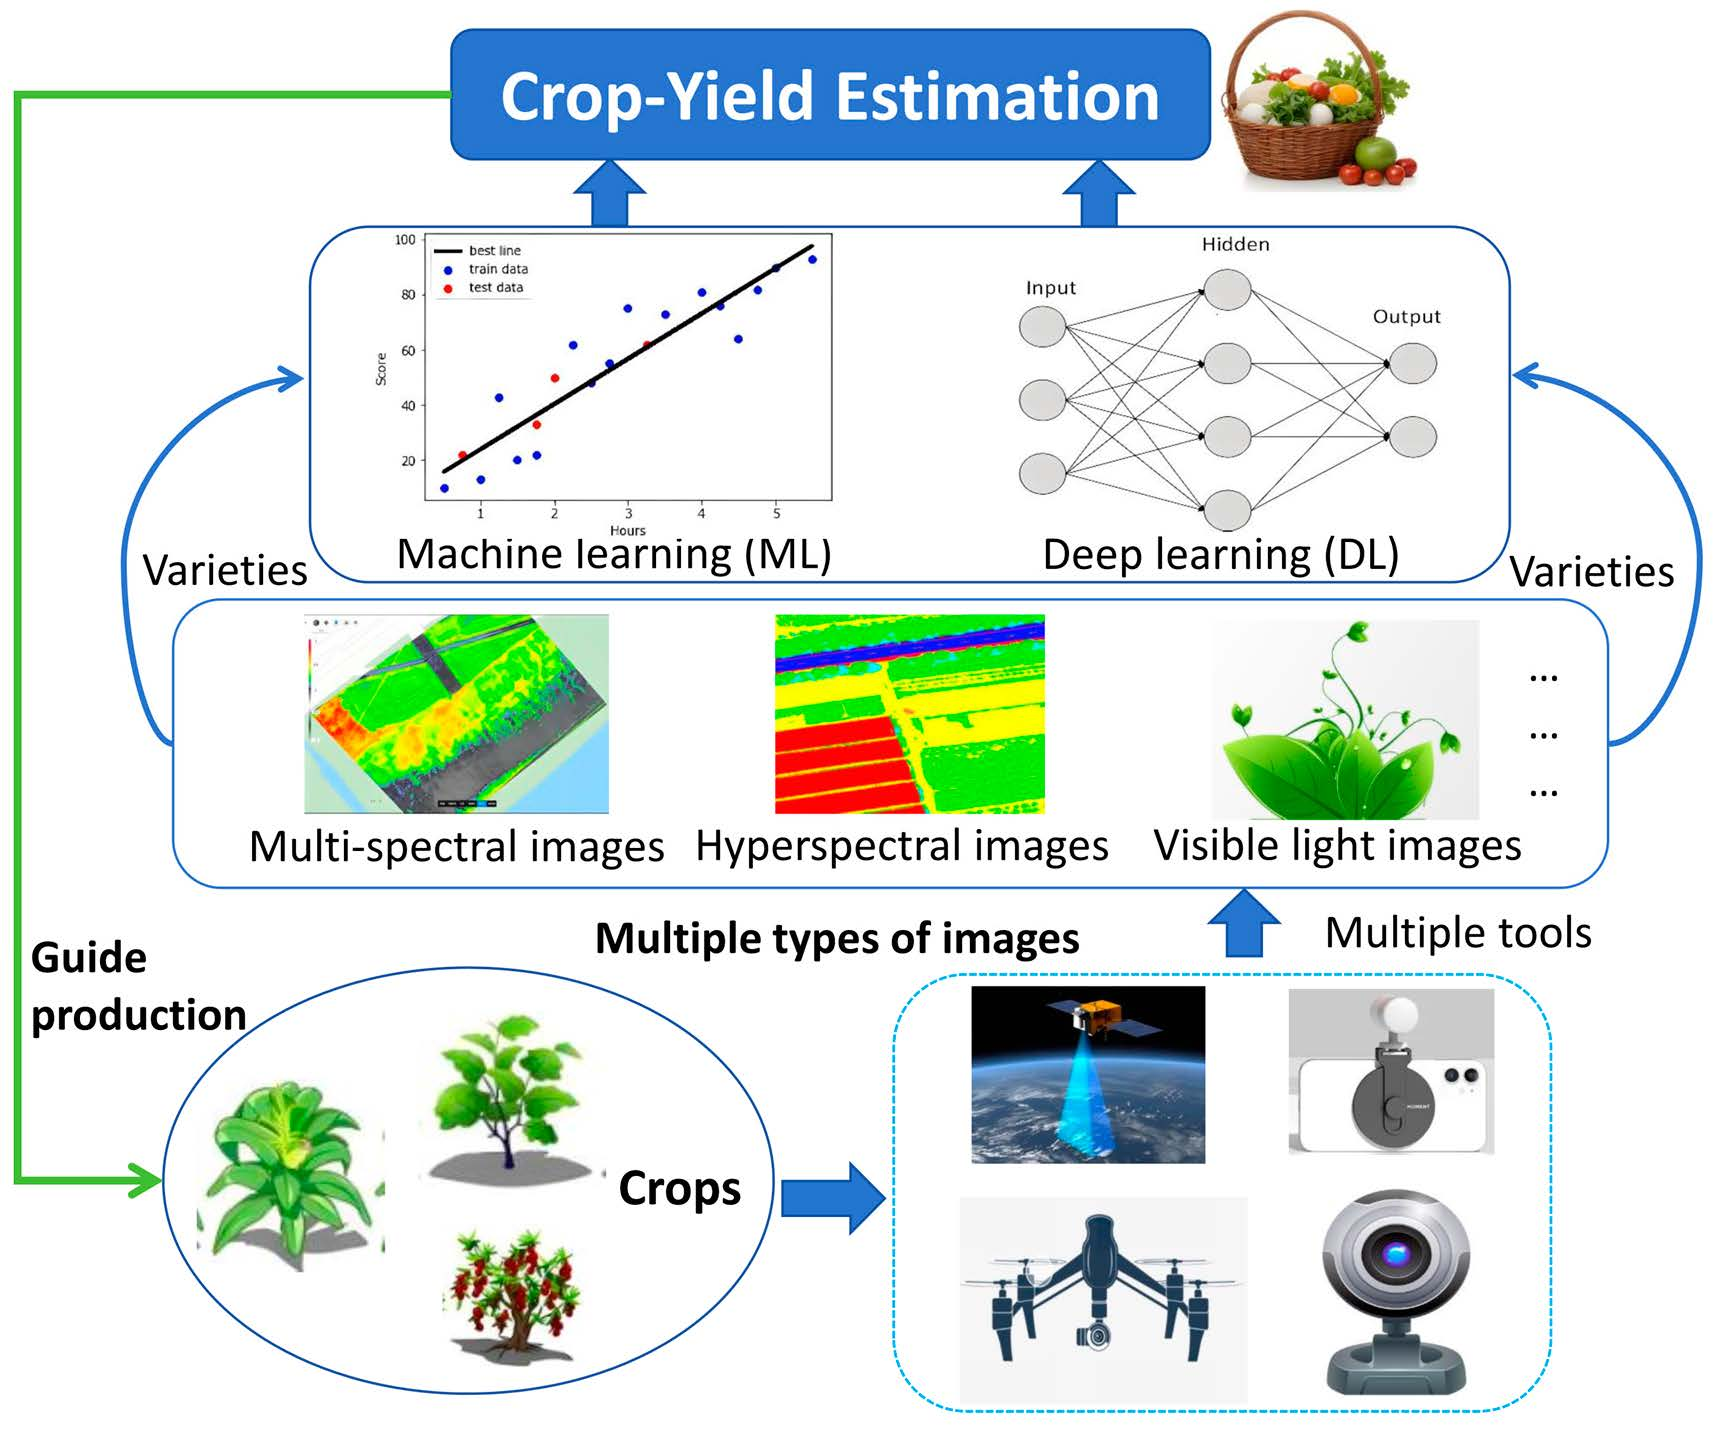 Crop-Yield Estimation
100
80
60
40
20
Score
best line
train data
test data
1
2
3
4
5
Hours
Machine learning (ML)
Input
Hidden
Output
Deep learning (DL)
Varieties
Varieties
...
...
...
Multi-spectral images
Hyperspectral images
Visible light images
Multiple types of images
Multiple tools
Guide
production
Crops
MOMENT